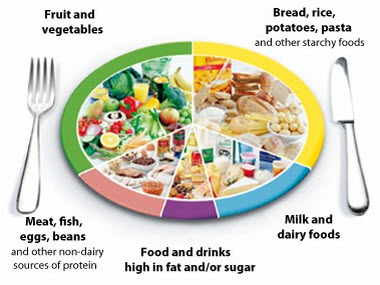 Fruit and
vegetables
Bread, rice,
potatoes, pasta
and other starchy foods
Meat, fish,
eggs, beans
and other non-dairy
sources of protein
Food and drinks
high in fat and/or sugar
Milk and
dairy foods